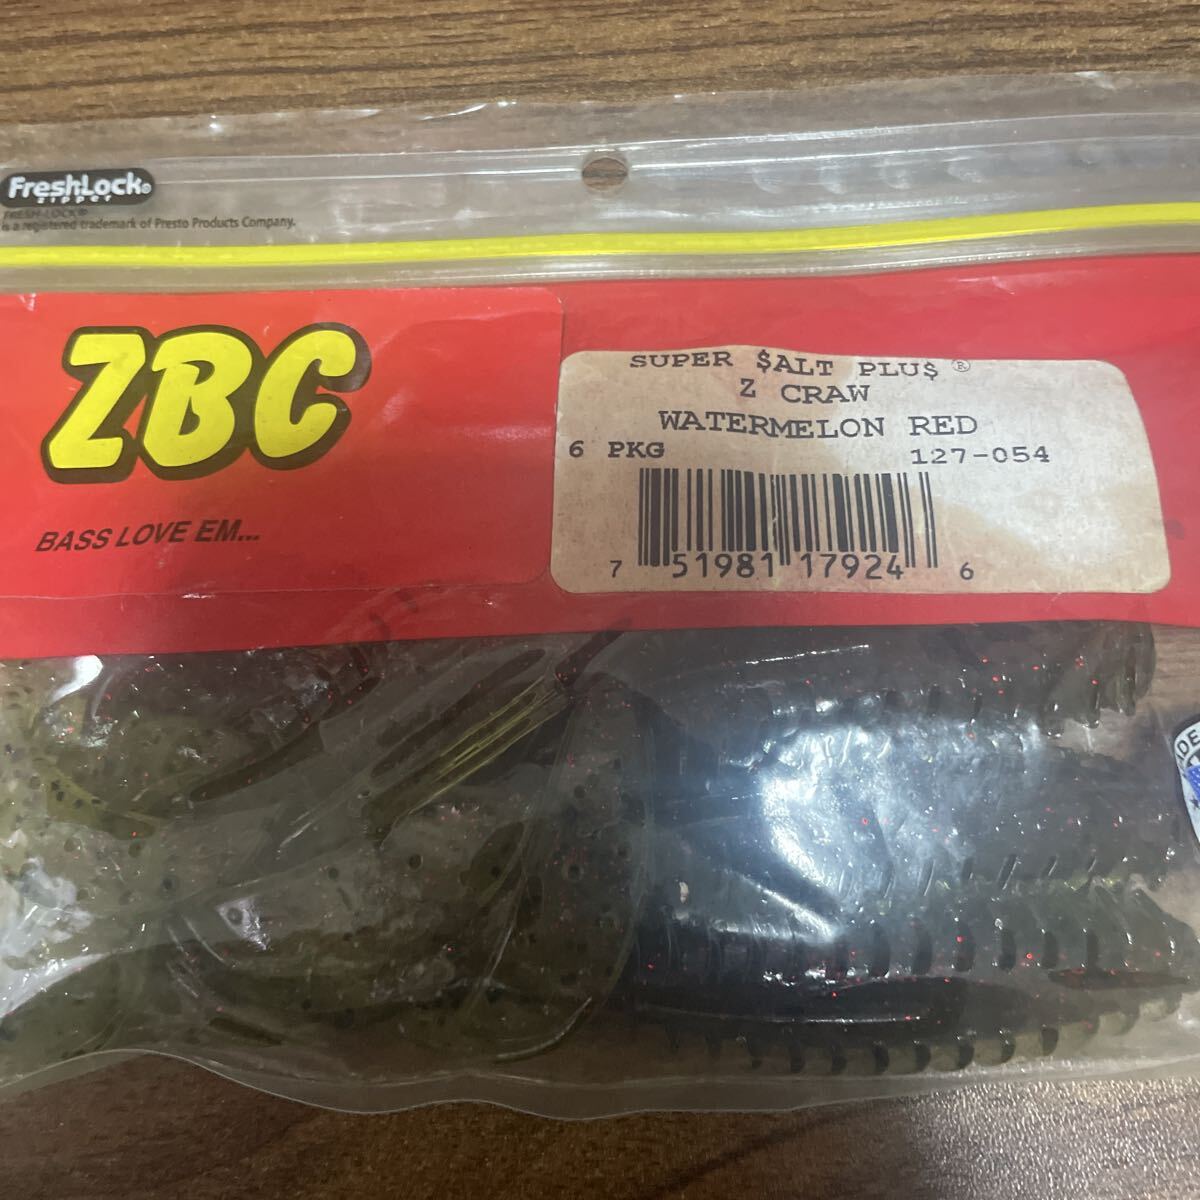 FreshLock®
zipper
FRESH-LOCK®
is a registered trademark of Presto Products Company.
ZBC
BASS LOVE EM...
SUPER $ALT PLU$ ®
Z CRAW
WATERMELON RED
6 PKG 127-054
7 51981 17924 6